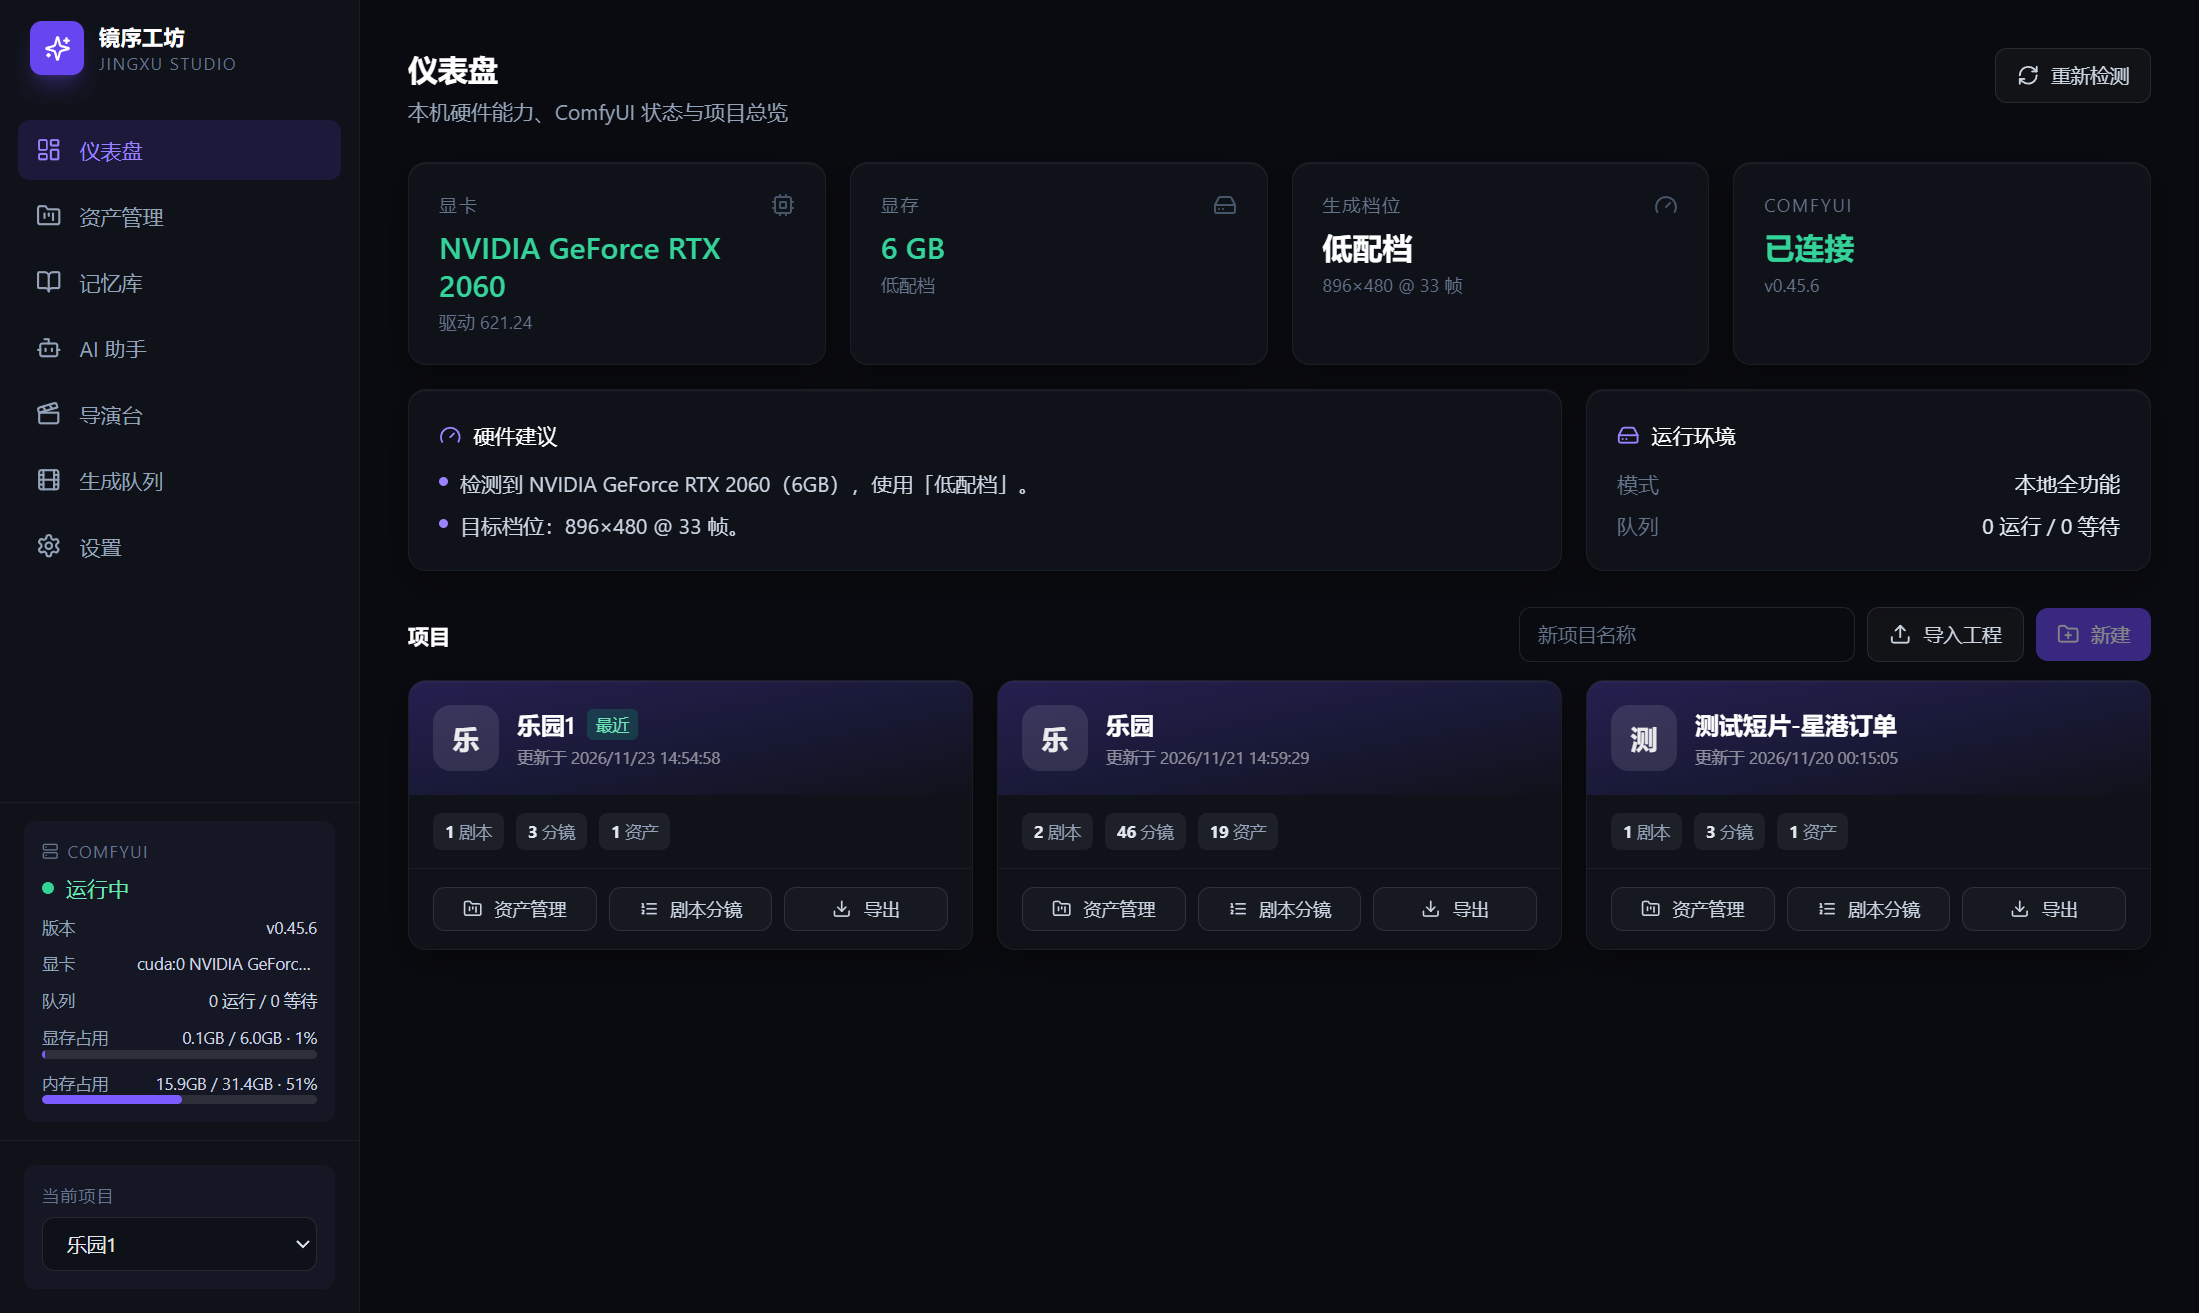 镜序工坊
JINGXU STUDIO
仪表盘
资产管理
记忆库
AI 助手
导演台
生成队列
设置
COMFYUI
运行中
版本 v0.45.6
显卡 cuda:0 NVIDIA GeForc...
队列 0 运行 / 0 等待
显存占用 0.1GB / 6.0GB · 1%
内存占用 15.9GB / 31.4GB · 51%
当前项目
乐园1
仪表盘
本机硬件能力、ComfyUI 状态与项目总览
重新检测
显卡
NVIDIA GeForce RTX
2060
驱动 621.24
显存
6 GB
低配档
生成档位
低配档
896×480 @ 33 帧
COMFYUI
已连接
v0.45.6
硬件建议
检测到 NVIDIA GeForce RTX 2060（6GB），使用「低配档」。
目标档位：896×480 @ 33 帧。
运行环境
模式 本地全功能
队列 0 运行 / 0 等待
项目
新项目名称
导入工程
新建
乐
乐园1 最近
更新于 2026/11/23 14:54:58
1 剧本 3 分镜 1 资产
资产管理 剧本分镜 导出
乐
乐园
更新于 2026/11/21 14:59:29
2 剧本 46 分镜 19 资产
资产管理 剧本分镜 导出
测
测试短片-星港订单
更新于 2026/11/20 00:15:05
1 剧本 3 分镜 1 资产
资产管理 剧本分镜 导出